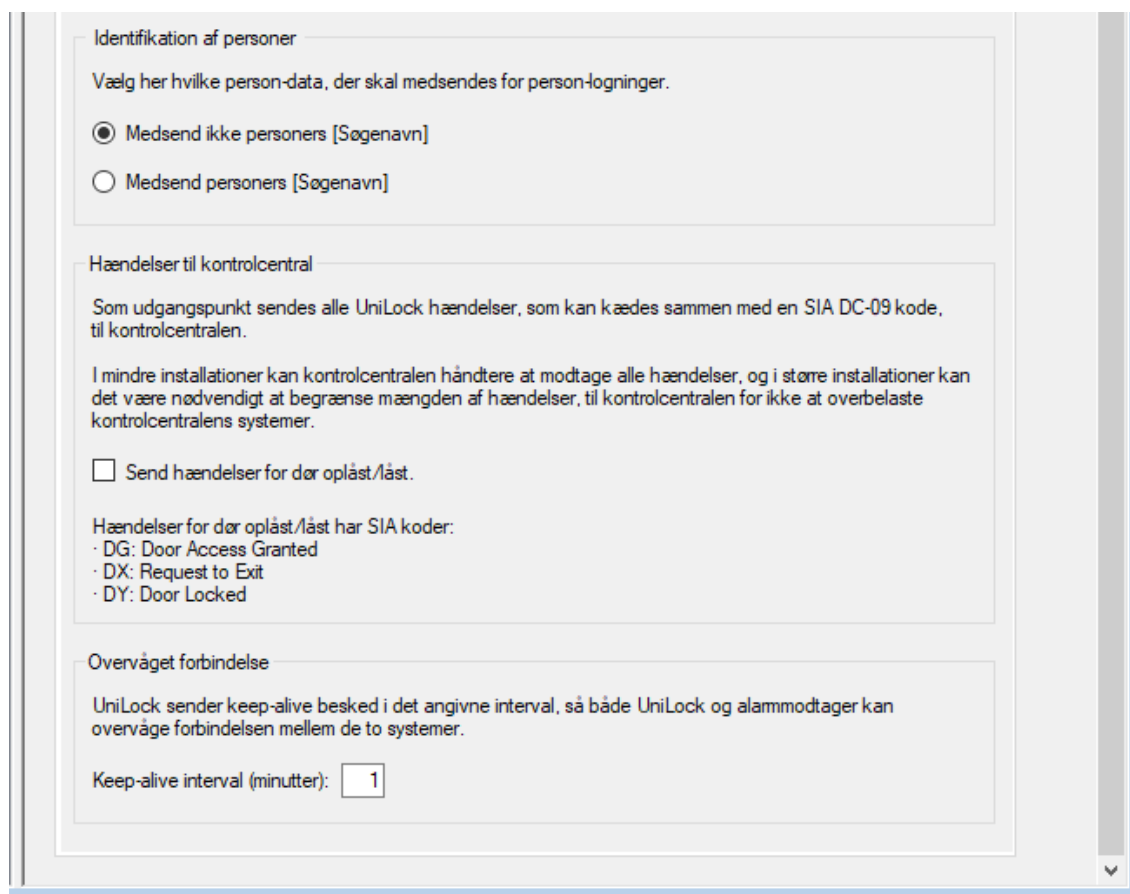 Identifikation af personer
Vælg her hvilke person-data, der skal medsendes for person-logninger.
Medsend ikke personers [Søgenavn]
Medsend personers [Søgenavn]
Hændelser til kontrolcentral
Som udgangspunkt sendes alle UniLock hændelser, som kan kædes sammen med en SIA DC-09 kode,
til kontrolcentralen.
I mindre installationer kan kontrolcentralen håndtere at modtage alle hændelser, og i større installationer kan
det være nødvendigt at begrænse mængden af hændelser, til kontrolcentralen for ikke at overbelaste
kontrolcentralens systemer.
Send hændelser for dør oplåst/låst.
Hændelser for dør oplåst/låst har SIA koder:
· DG: Door Access Granted
· DX: Request to Exit
· DY: Door Locked
Overvåget forbindelse
UniLock sender keep-alive besked i det angivne interval, så både UniLock og alarmmodtager kan
overvåge forbindelsen mellem de to systemer.
Keep-alive interval (minutter): 1